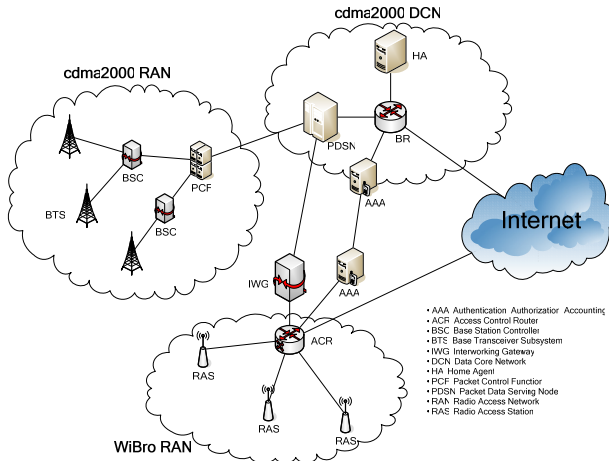 cdma2000 DCN
cdma2000 RAN
HA
PDSN
BR
BSC
PCF
AAA
BTS
BSC
Internet
IWG
AAA
ACR
RAS
RAS
RAS
WiBro RAN
• AAA Authentication Authorization Accounting
• ACR Access Control Router
• BSC Base Station Controller
• BTS Base Transceiver Subsystem
• IWG Interworking Gateway
• DCN Data Core Network
• HA Home Agent
• PCF Packet Control Function
• PDSN Packet Data Serving Node
• RAN Radio Access Network
• RAS Radio Access Station